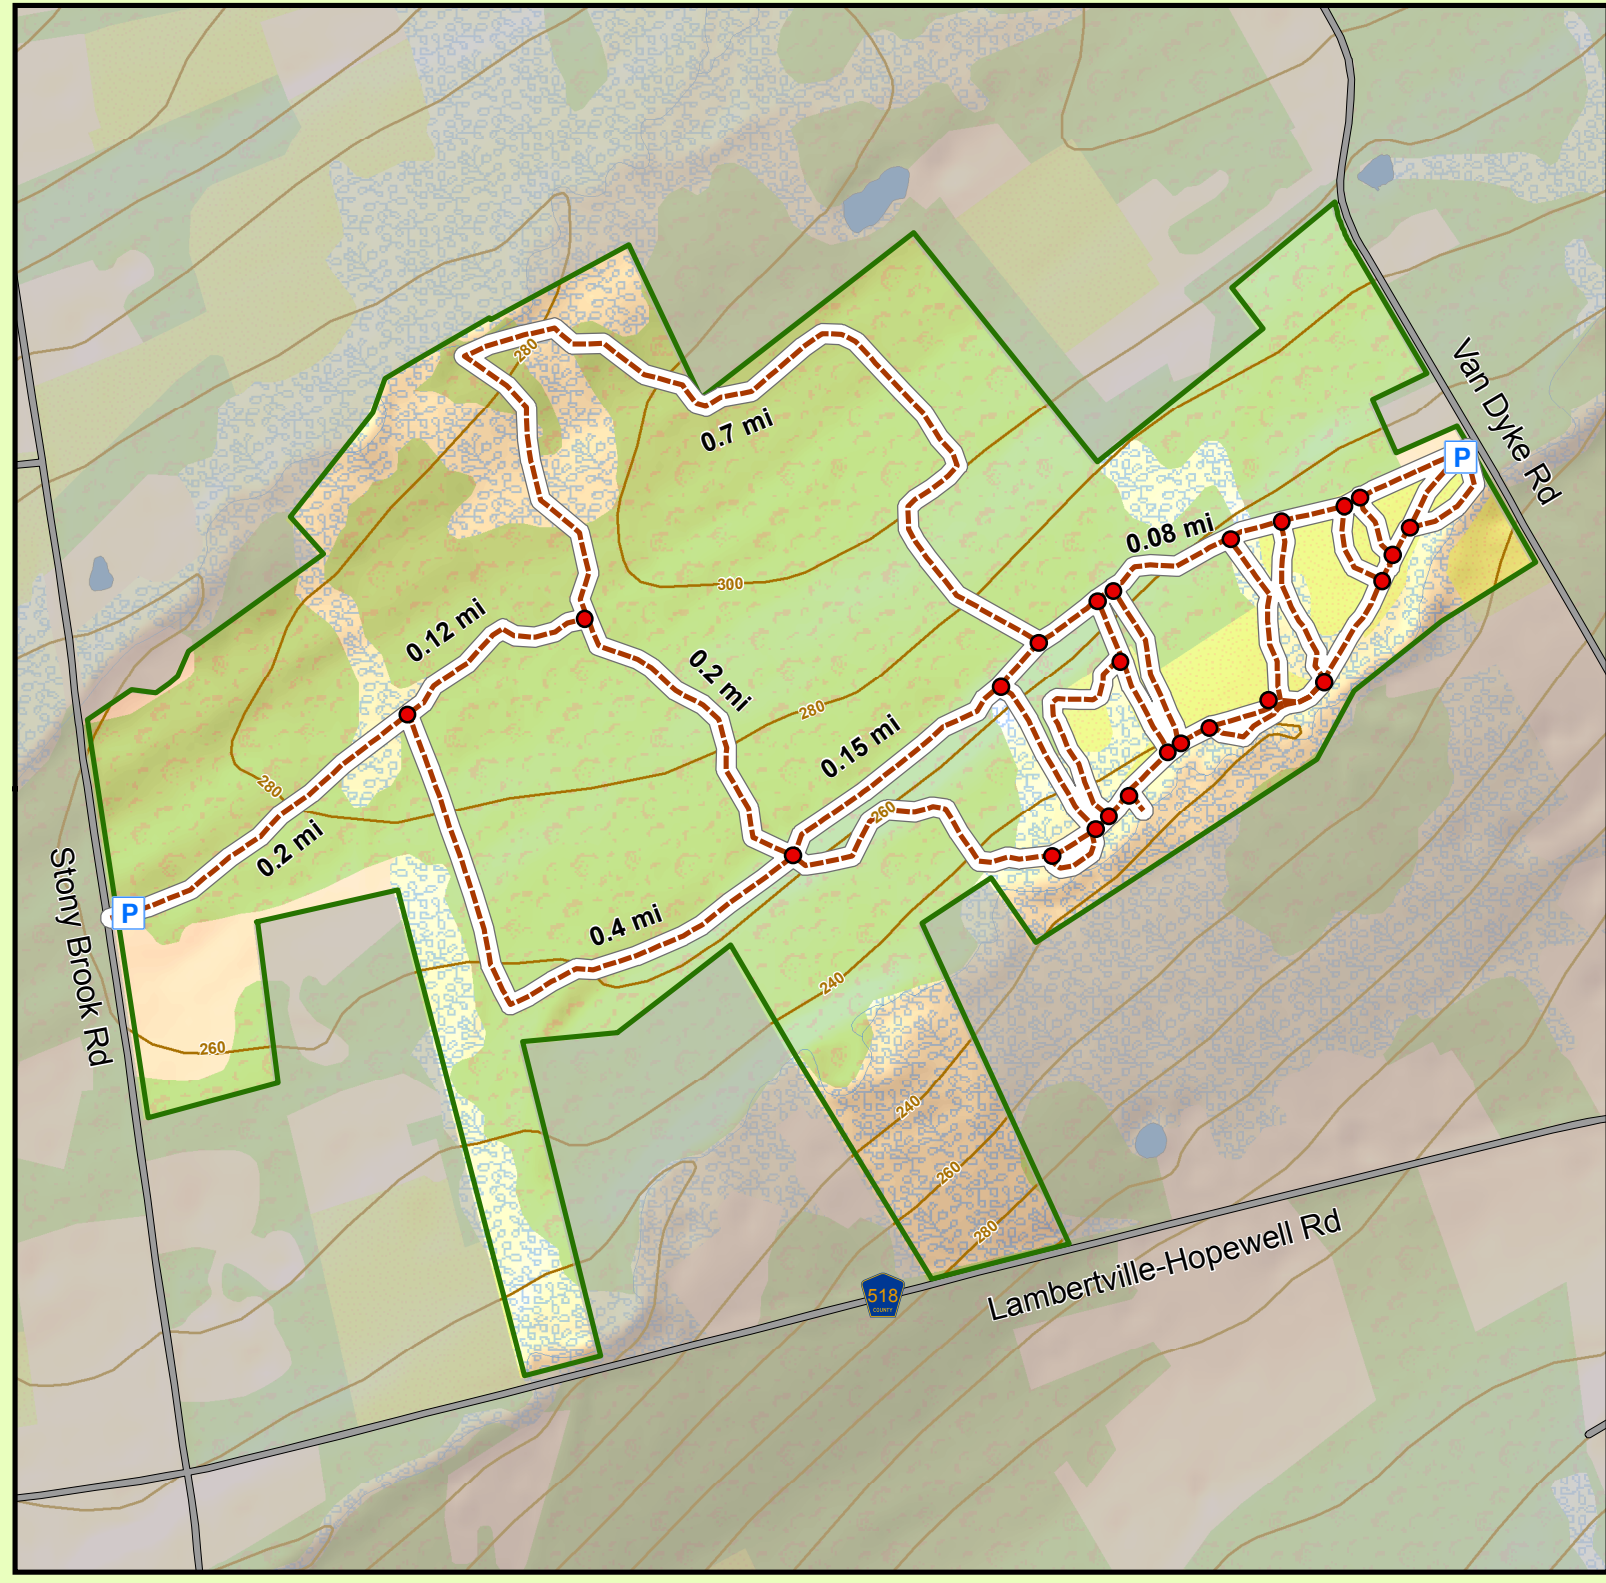 280
Van Dyke Rd
P
0.7 mi
0.08 mi
300
0.12 mi
0.2 mi
280
0.15 mi
280
260
0.2 mi
Stony Brook Rd
P
0.4 mi
240
260
240
260
280
Lambertville-Hopewell Rd
518
COUNTY